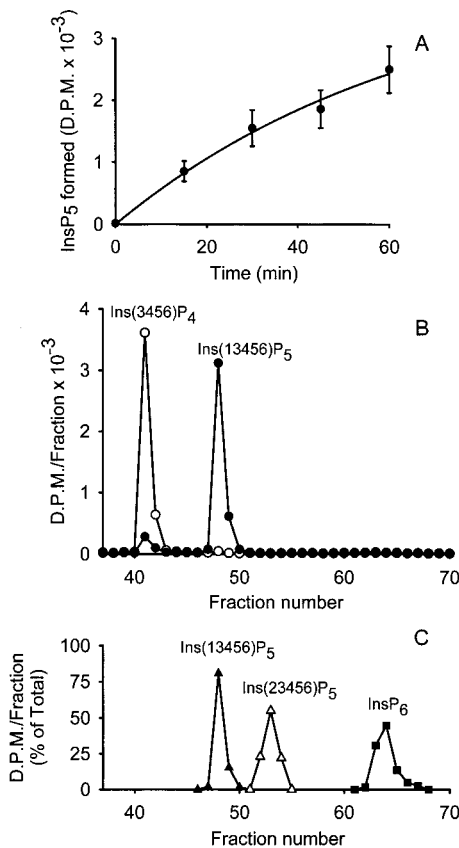 A
InsP5 formed (D.P.M. x 10-3)
3
2
1
0
0 20 40 60
Time (min)
B
Ins(3456)P4
Ins(13456)P5
D.P.M./Fraction x 10-3
4
3
2
1
0
40 50 60 70
Fraction number
C
Ins(13456)P5
Ins(23456)P5
InsP6
D.P.M./Fraction
(% of Total)
100
75
50
25
0
40 50 60 70
Fraction number